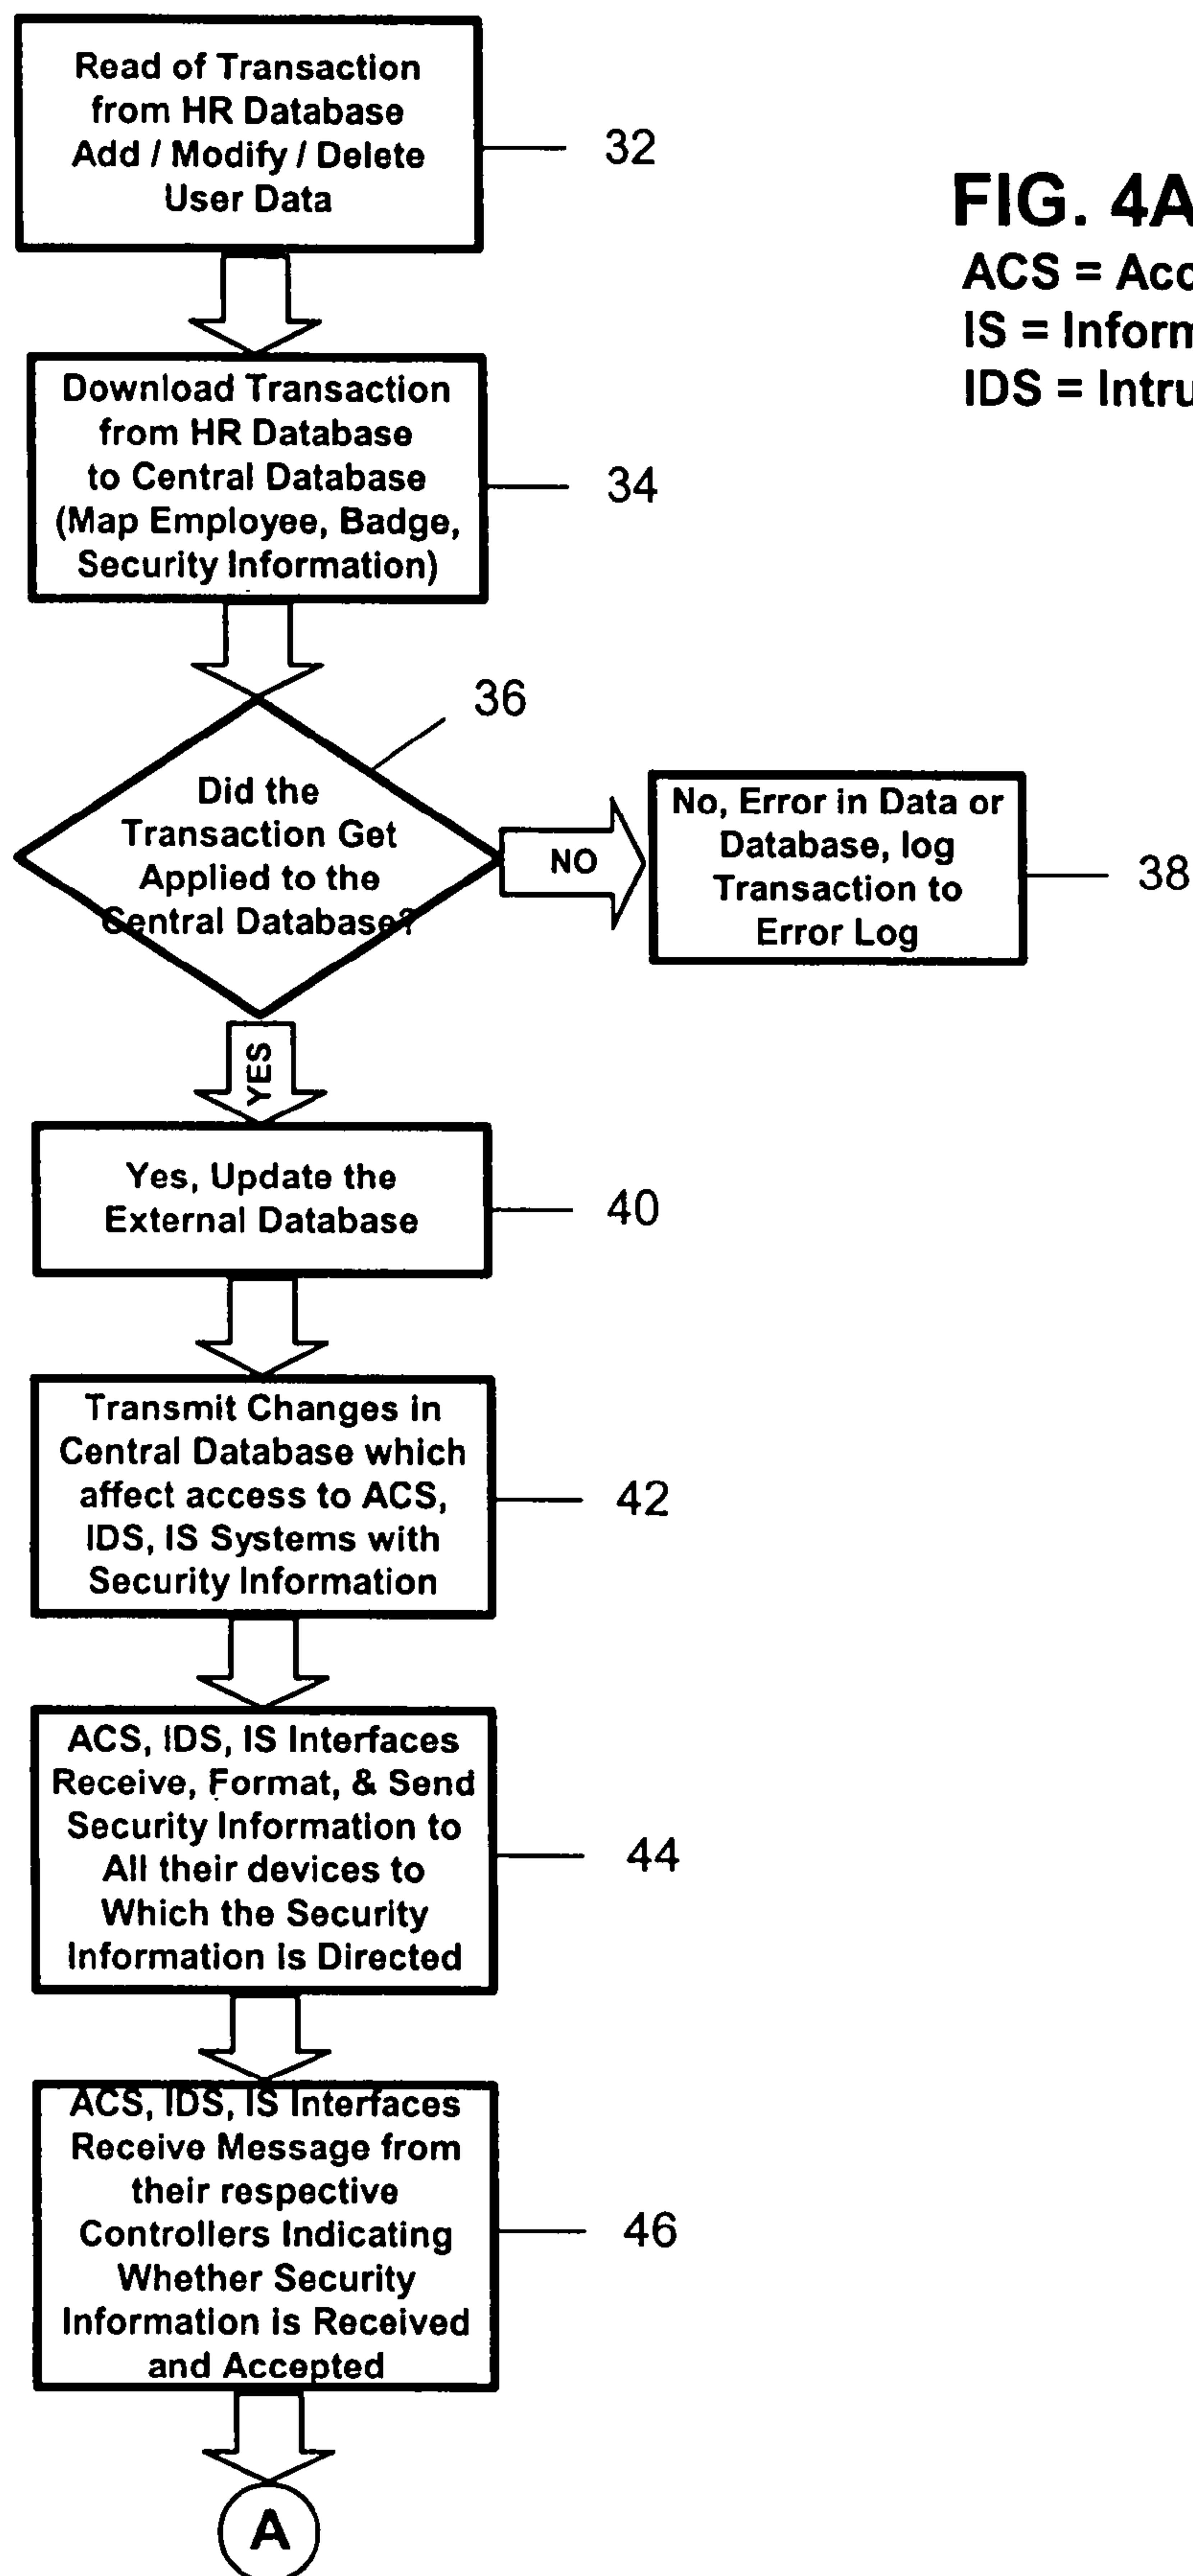 Read of Transaction
from HR Database
Add / Modify / Delete
User Data
32
FIG. 4A
ACS =
IS =
IDS =
Download Transaction
from HR Database
to Central Database
(Map Employee, Badge,
Security Information)
34
36
Did the
Transaction Get
Applied to the
Central Database?
NO
No, Error in Data or
Database, log
Transaction to
Error Log
38
YES
Yes, Update the
External Database
40
Transmit Changes in
Central Database which
affect access to ACS,
IDS, IS Systems with
Security Information
42
ACS, IDS, IS Interfaces
Receive, Format, & Send
Security Information to
All their devices to
Which the Security
Information is Directed
44
ACS, IDS, IS Interfaces
Receive Message from
their respective
Controllers Indicating
Whether Security
Information is Received
and Accepted
46
A